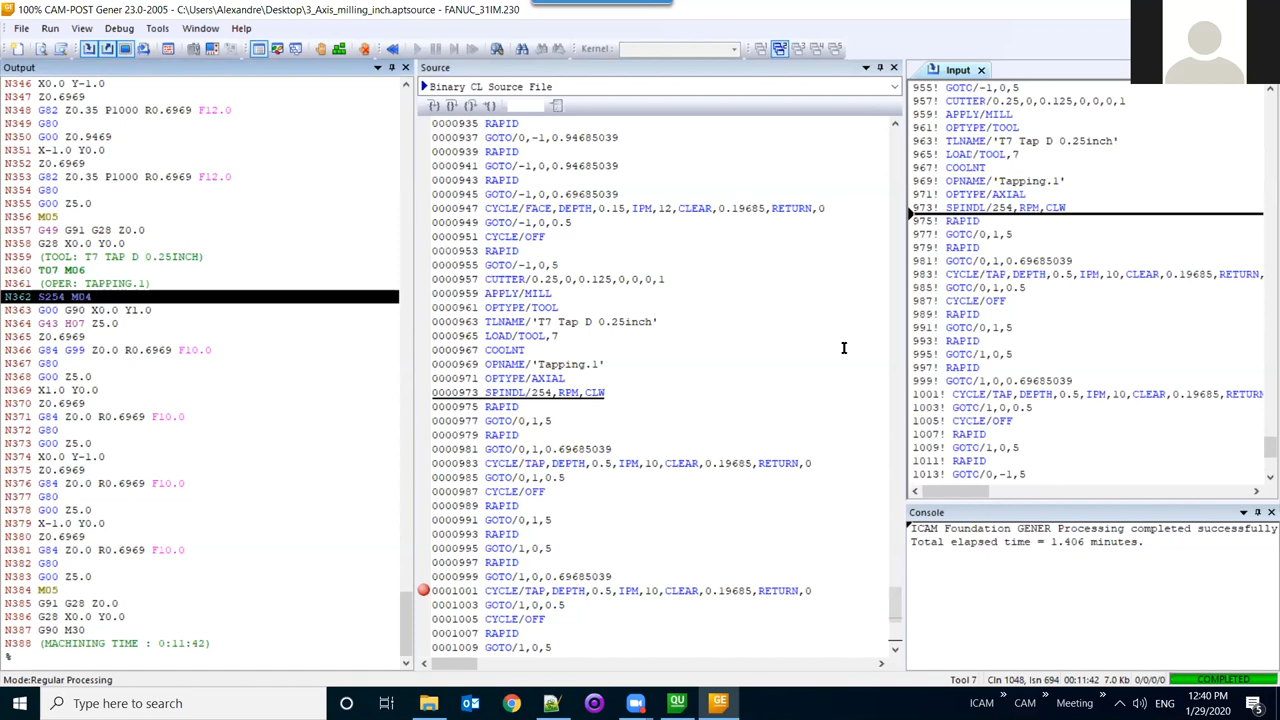 100% CAM-POST Gener 23.0-2005 - C:\Users\Alexandre\Desktop\3_Axis_milling_inch.aptsource - FANUC_31IM.230
File Run View Debug Tools Window Help
Kernel :
Output
N346 X0.0 Y-1.0
N347 Z0.6969
N348 G82 Z0.35 P1000 R0.6969 F12.0
N349 G80
N350 G00 Z0.9469
N351 X-1.0 Y0.0
N352 Z0.6969
N353 G82 Z0.35 P1000 R0.6969 F12.0
N354 G80
N355 G00 Z5.0
N356 M05
N357 G49 G91 G28 Z0.0
N358 G28 X0.0 Y0.0
N359 (TOOL: T7 TAP D 0.25INCH)
N360 T07 M06
N361 (OPER: TAPPING.1)
N362 S254 M04
N363 G00 G90 X0.0 Y1.0
N364 G43 H07 Z5.0
N365 Z0.6969
N366 G84 G99 Z0.0 R0.6969 F10.0
N367 G80
N368 G00 Z5.0
N369 X1.0 Y0.0
N370 Z0.6969
N371 G84 Z0.0 R0.6969 F10.0
N372 G80
N373 G00 Z5.0
N374 X0.0 Y-1.0
N375 Z0.6969
N376 G84 Z0.0 R0.6969 F10.0
N377 G80
N378 G00 Z5.0
N379 X-1.0 Y0.0
N380 Z0.6969
N381 G84 Z0.0 R0.6969 F10.0
N382 G80
N383 G00 Z5.0
N384 M05
N385 G91 G28 Z0.0
N386 G28 X0.0 Y0.0
N387 G90 M30
N388 (MACHINING TIME : 0:11:42)
%
Source
Binary CL Source File
0000935 RAPID
0000937 GOTO/0,-1,0.94685039
0000939 RAPID
0000941 GOTO/-1,0,0.94685039
0000943 RAPID
0000945 GOTO/-1,0,0.69685039
0000947 CYCLE/FACE,DEPTH,0.15,IPM,12,CLEAR,0.19685,RETURN,0
0000949 GOTO/-1,0,0.5
0000951 CYCLE/OFF
0000953 RAPID
0000955 GOTO/-1,0,5
0000957 CUTTER/0.25,0,0.125,0,0,0,1
0000959 APPLY/MILL
0000961 OPTYPE/TOOL
0000963 TLNAME/'T7 Tap D 0.25inch'
0000965 LOAD/TOOL,7
0000967 COOLNT
0000969 OPNAME/'Tapping.1'
0000971 OPTYPE/AXIAL
0000973 SPINDL/254,RPM,CLW
0000975 RAPID
0000977 GOTO/0,1,5
0000979 RAPID
0000981 GOTO/0,1,0.69685039
0000983 CYCLE/TAP,DEPTH,0.5,IPM,10,CLEAR,0.19685,RETURN,0
0000985 GOTO/0,1,0.5
0000987 CYCLE/OFF
0000989 RAPID
0000991 GOTO/0,1,5
0000993 RAPID
0000995 GOTO/1,0,5
0000997 RAPID
0000999 GOTO/1,0,0.69685039
0001001 CYCLE/TAP,DEPTH,0.5,IPM,10,CLEAR,0.19685,RETURN,0
0001003 GOTO/1,0,0.5
0001005 CYCLE/OFF
0001007 RAPID
0001009 GOTO/1,0,5
Input
955! GOTO/-1,0,5
957! CUTTER/0.25,0,0.125,0,0,0,1
959! APPLY/MILL
961! OPTYPE/TOOL
963! TLNAME/'T7 Tap D 0.25inch'
965! LOAD/TOOL,7
967! COOLNT
969! OPNAME/'Tapping.1'
971! OPTYPE/AXIAL
973! SPINDL/254,RPM,CLW
975! RAPID
977! GOTO/0,1,5
979! RAPID
981! GOTO/0,1,0.69685039
983! CYCLE/TAP,DEPTH,0.5,IPM,10,CLEAR,0.19685,RETURN,
985! GOTO/0,1,0.5
987! CYCLE/OFF
989! RAPID
991! GOTO/0,1,5
993! RAPID
995! GOTO/1,0,5
997! RAPID
999! GOTO/1,0,0.69685039
1001! CYCLE/TAP,DEPTH,0.5,IPM,10,CLEAR,0.19685,RETURN
1003! GOTO/1,0,0.5
1005! CYCLE/OFF
1007! RAPID
1009! GOTO/1,0,5
1011! RAPID
1013! GOTO/0,-1,5
Console
ICAM Foundation GENER Processing completed successfully
Total elapsed time = 1.406 minutes.
Mode:Regular Processing
Tool 7 Cln 1048, Isn 694 00:11:42 7.0 Kb 0/0/0/0 COMPLETED
Type here to search
QU
GE
ICAM CAM Meeting
12:40 PM
1/29/2020
5